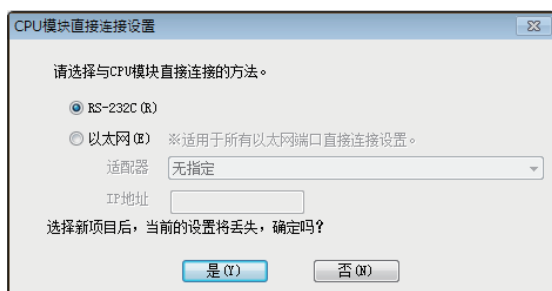 CPU模块直接连接设置
请选择与CPU模块直接连接的方法。
RS-232C(R)
以太网(E) ※适用于所有以太网端口直接连接设置。
适配器 无指定
IP地址
选择新项目后，当前的设置将丢失，确定吗？
是(Y) 否(N)